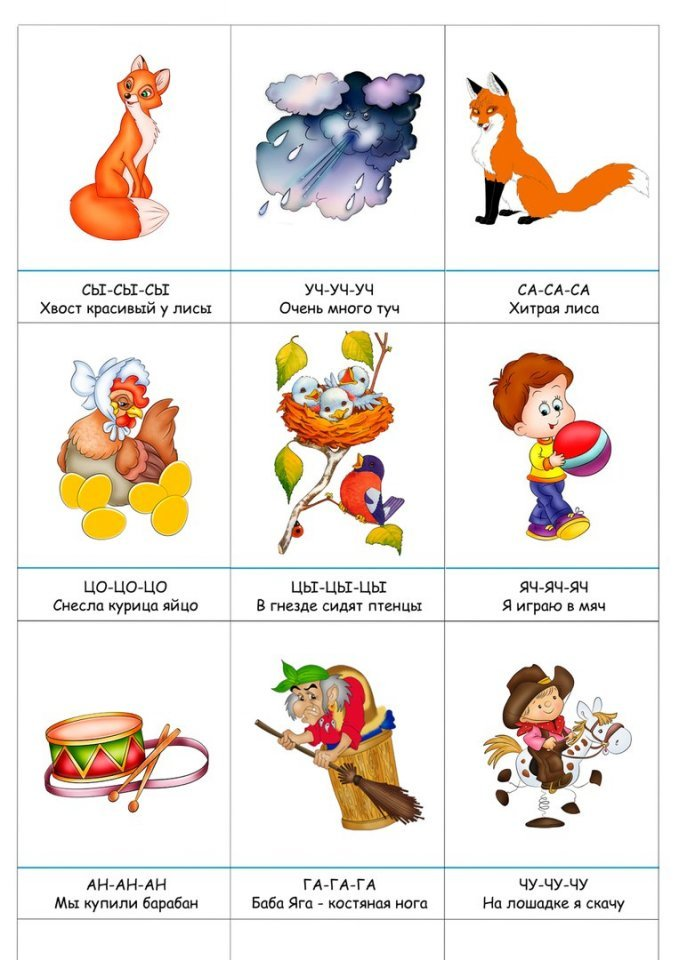 СЫ-СЫ-СЫ
Хвост красивый у лисы
УЧ-УЧ-УЧ
Очень много туч
СА-СА-СА
Хитрая лиса
ЦО-ЦО-ЦО
Снесла курица яйцо
ЦЫ-ЦЫ-ЦЫ
В гнезде сидят птенцы
ЯЧ-ЯЧ-ЯЧ
Я играю в мяч
АН-АН-АН
Мы купили барабан
ГА-ГА-ГА
Баба Яга - костяная нога
ЧУ-ЧУ-ЧУ
На лошадке я скачу